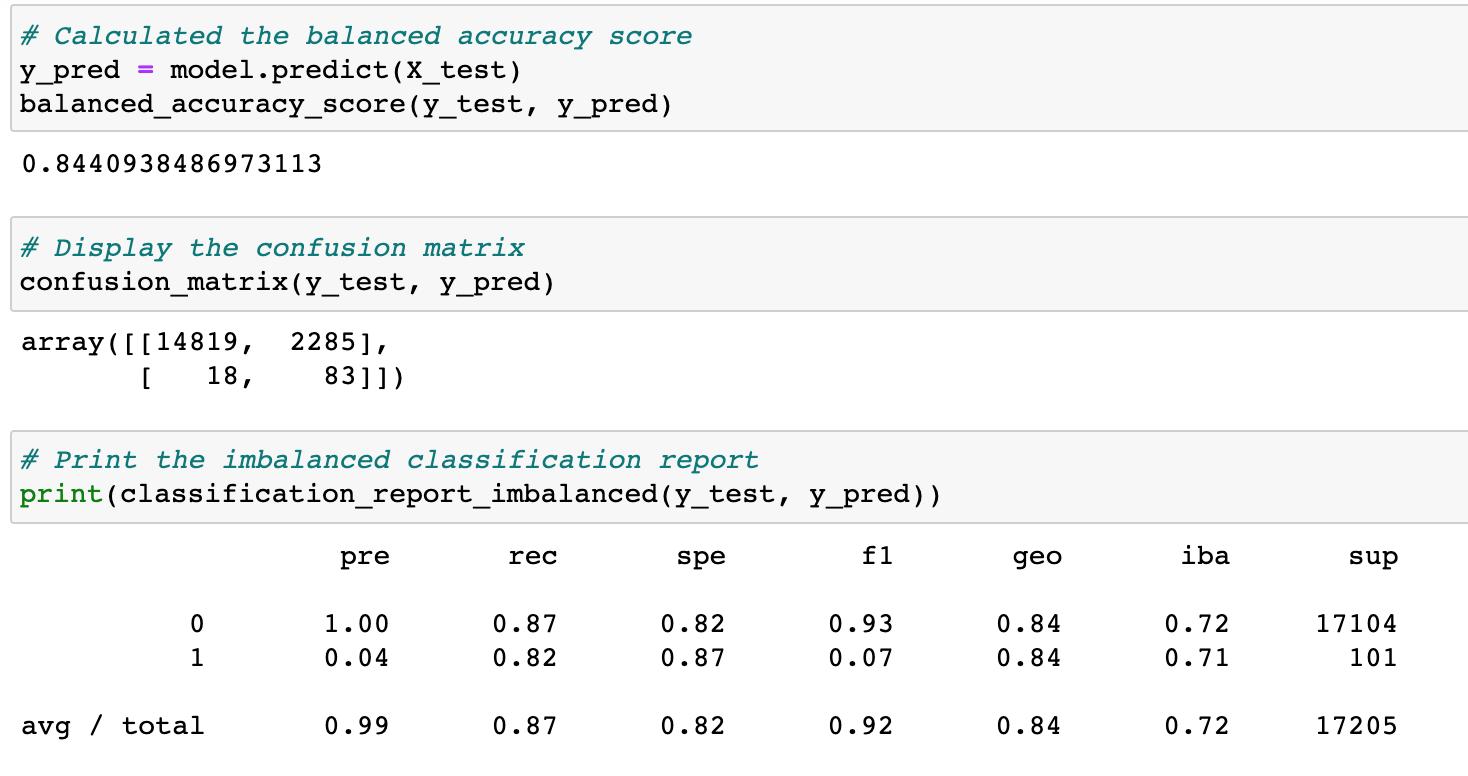 # Calculated the balanced accuracy score
y_pred = model.predict(X_test)
balanced_accuracy_score(y_test, y_pred)
0.8440938486973113
# Display the confusion matrix
confusion_matrix(y_test, y_pred)
array([[14819,  2285],
       [   18,    83]])
# Print the imbalanced classification report
print(classification_report_imbalanced(y_test, y_pred))
                   pre       rec       spe        f1       geo       iba       sup
          0       1.00      0.87      0.82      0.93      0.84      0.72     17104
          1       0.04      0.82      0.87      0.07      0.84      0.71       101
avg / total       0.99      0.87      0.82      0.92      0.84      0.72     17205